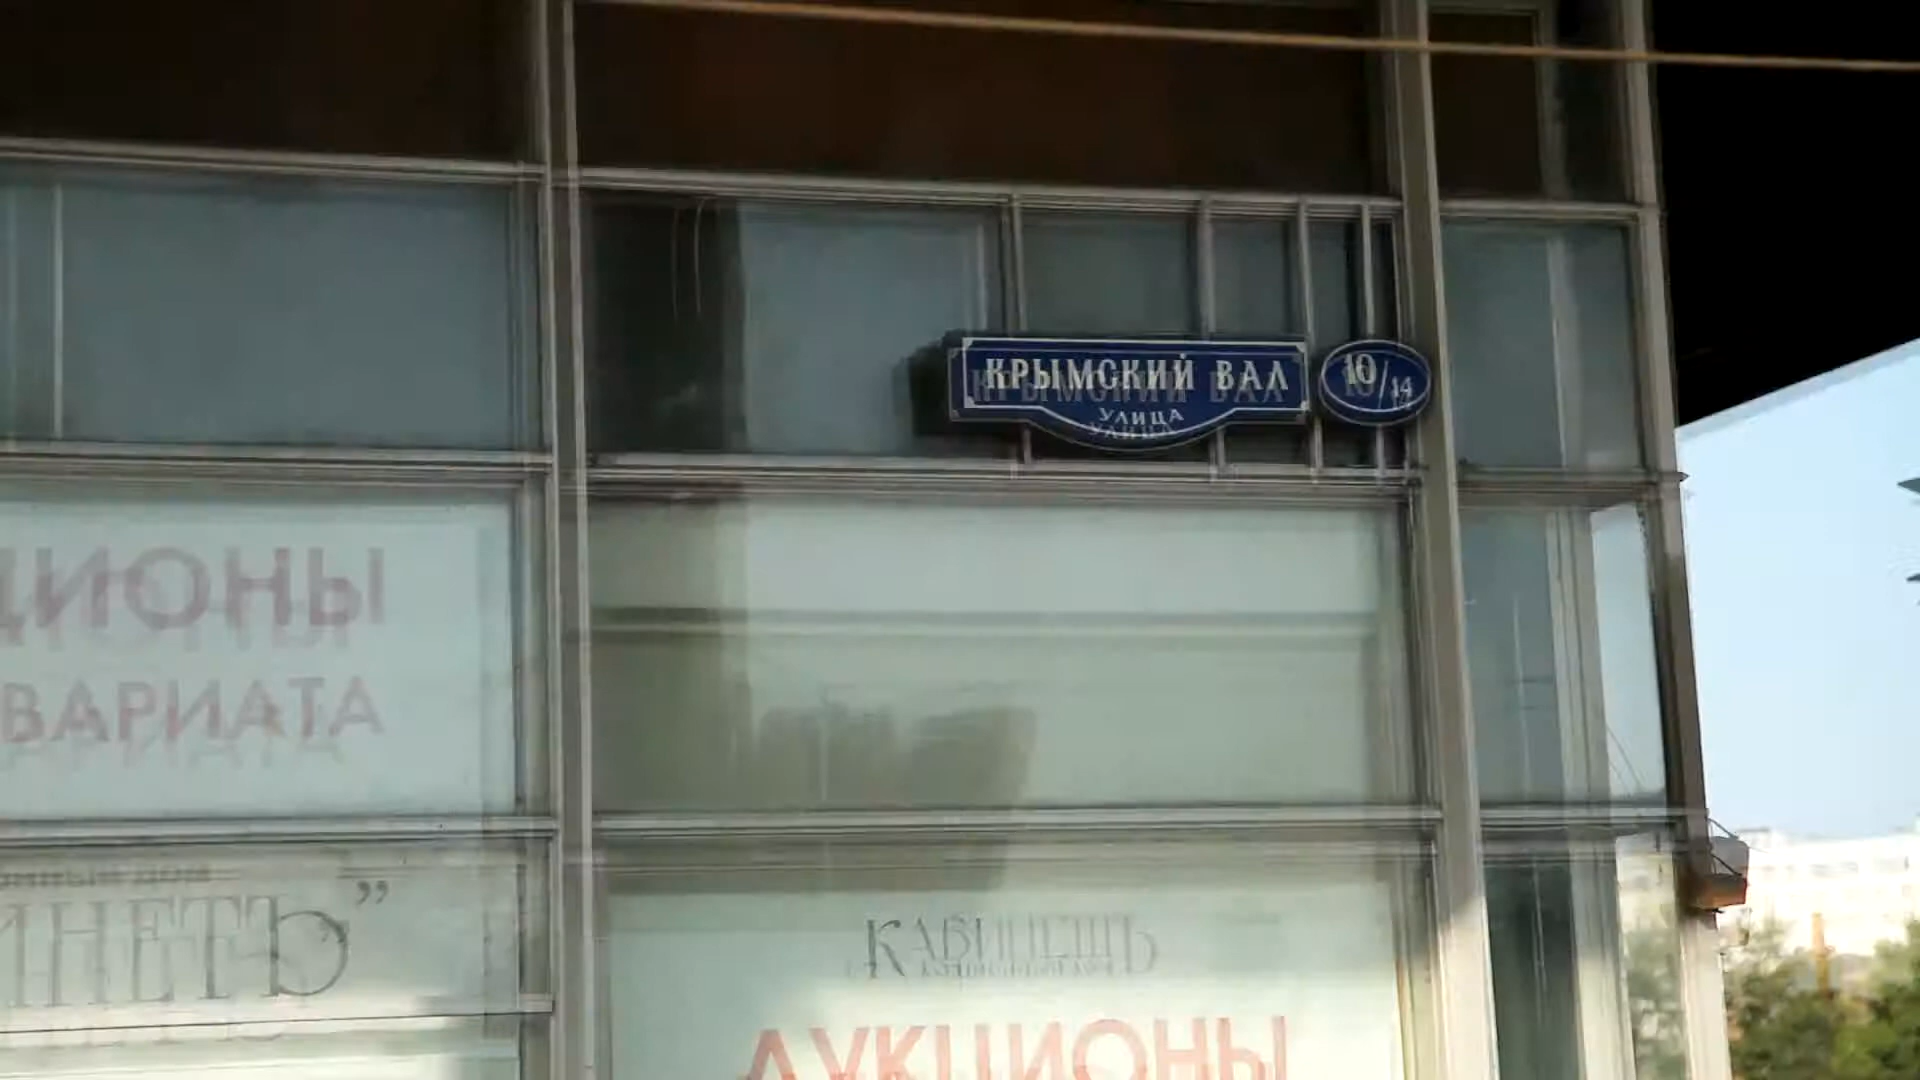 КРЫМСКИЙ ВАЛ
УЛИЦА
10/14
ЦИОНЫ
ВАРИАТА
ИНЕТЪ”
КАБИНЕТЪ
АУКЦИОНЫ